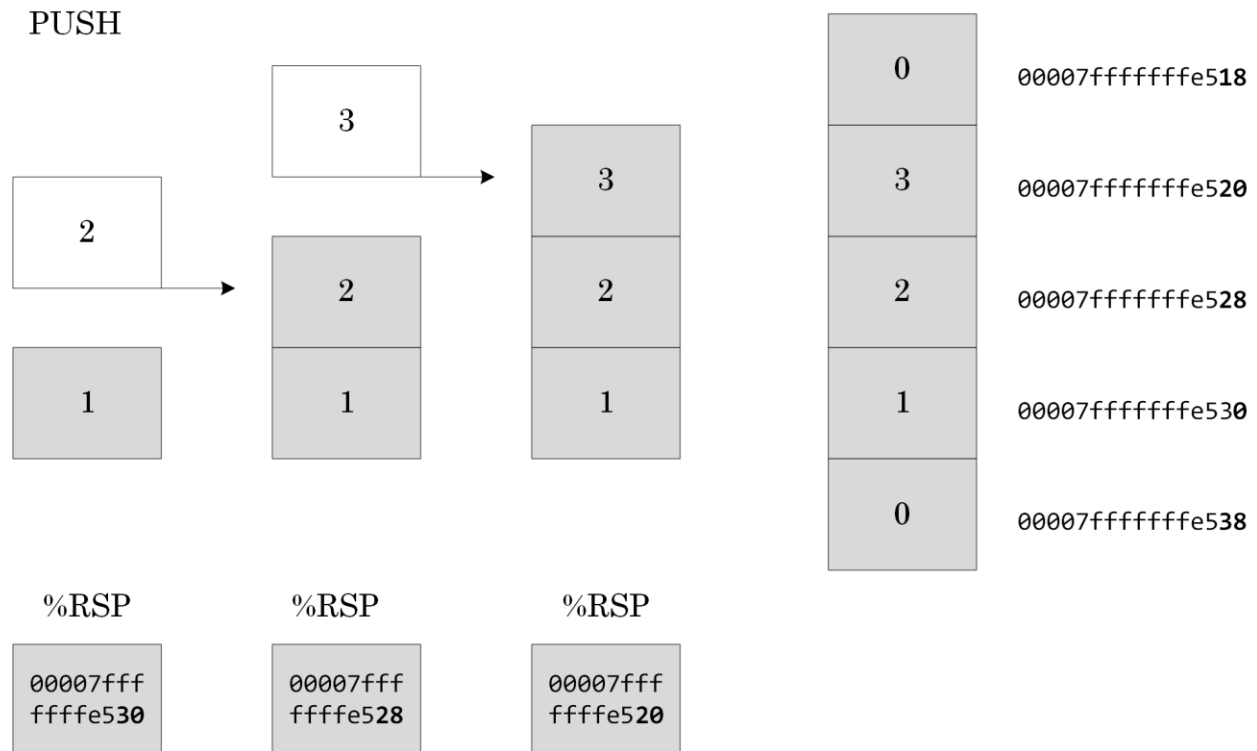 PUSH
0 00007fffffffe518
3
3 3 00007fffffffe520
2
2 2 2 00007fffffffe528
1 1 1 1 00007fffffffe530
0 00007fffffffe538
%RSP %RSP %RSP
00007fff 00007fff 00007fff
ffffe530 ffffe528 ffffe520